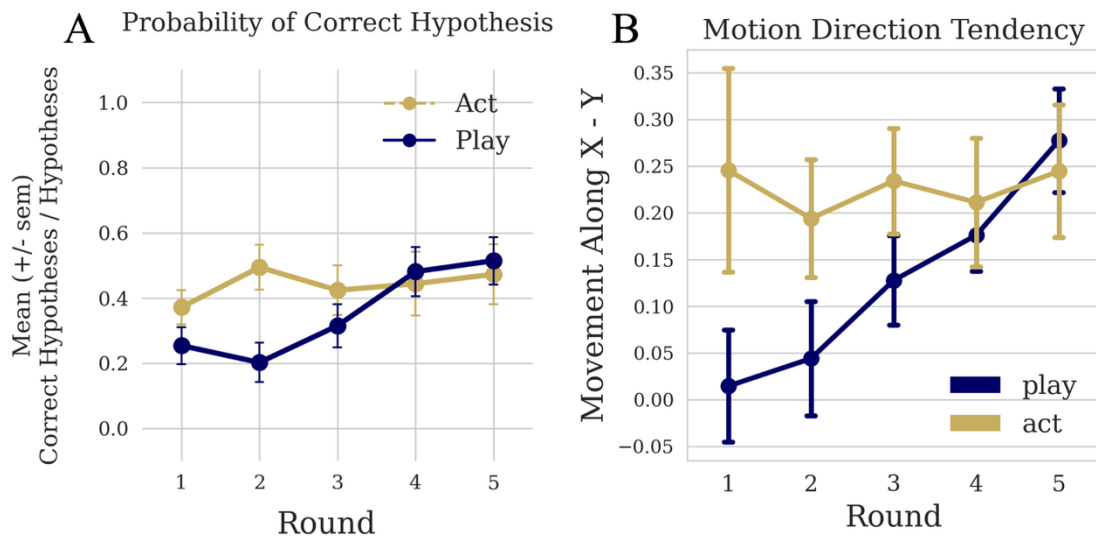 A
Probability of Correct Hypothesis
Mean (+/- sem)
Correct Hypotheses / Hypotheses
1.0
0.8
0.6
0.4
0.2
0.0
Act
Play
1 2 3 4 5
Round
B
Motion Direction Tendency
Movement Along X - Y
0.35
0.30
0.25
0.20
0.15
0.10
0.05
0.00
−0.05
play
act
1 2 3 4 5
Round